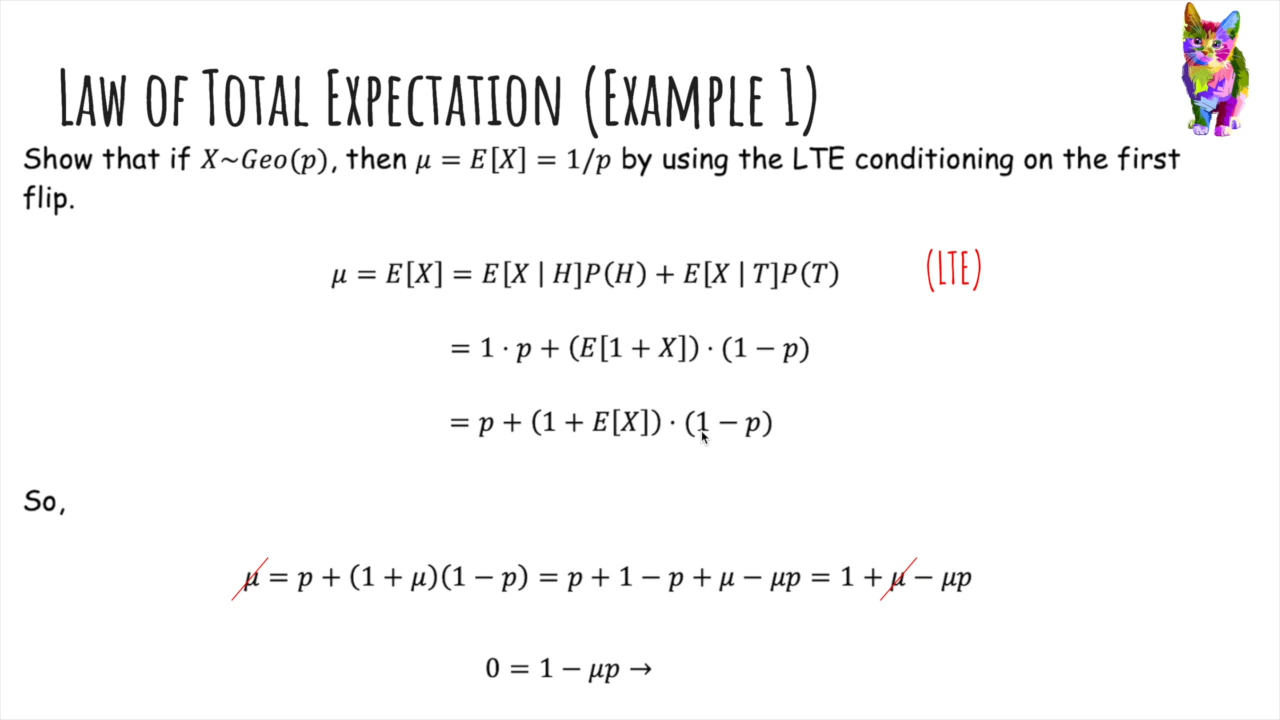 LAW OF TOTAL EXPECTATION (EXAMPLE 1)
Show that if X~Geo(p), then μ = E[X] = 1/p by using the LTE conditioning on the first
flip.
μ = E[X] = E[X | H]P(H) + E[X | T]P(T) (LTE)
= 1 · p + (E[1 + X]) · (1 − p)
= p + (1 + E[X]) · (1 − p)
So,
μ = p + (1 + μ)(1 − p) = p + 1 − p + μ − μp = 1 + μ − μp
0 = 1 − μp →